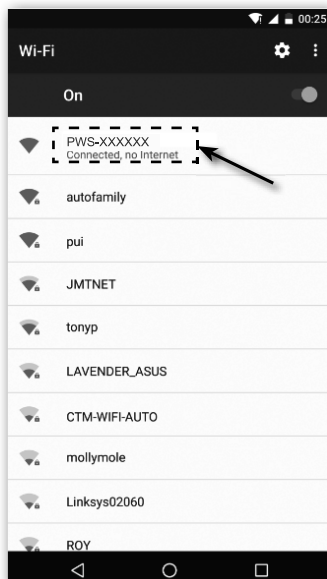 00:25
Wi-Fi
On
PWS-XXXXXX
Connected, no Internet
autofamily
pui
JMTNET
tonyp
LAVENDER_ASUS
CTM-WIFI-AUTO
mollymole
Linksys02060
ROY